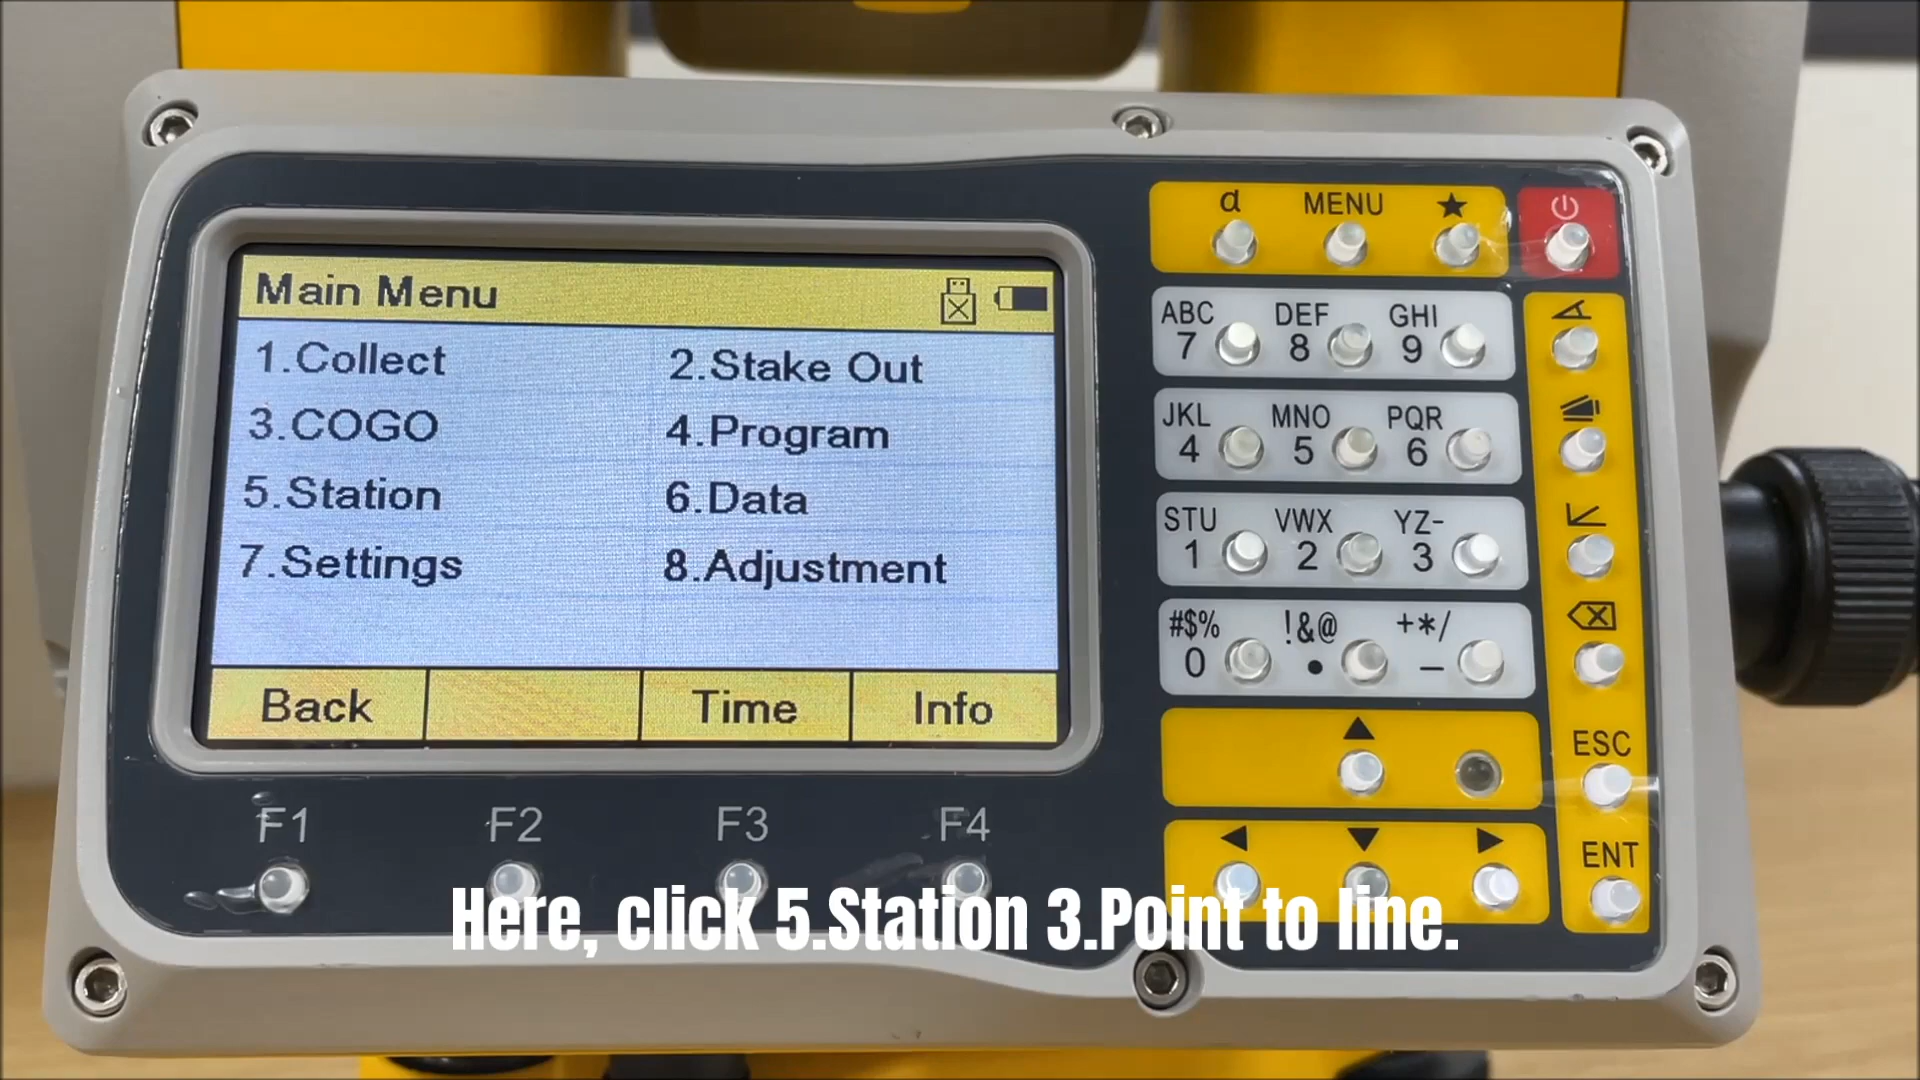 Main Menu
1.Collect
2.Stake Out
3.COGO
4.Program
5.Station
6.Data
7.Settings
8.Adjustment
Back
Time
Info
F1
F2
F3
F4
α
MENU
ABC
7
DEF
8
GHI
9
JKL
4
MNO
5
PQR
6
STU
1
VWX
2
YZ-
3
#$%
0
!&@
•
+*/
–
ESC
ENT
Here, click 5.Station 3.Point to line.